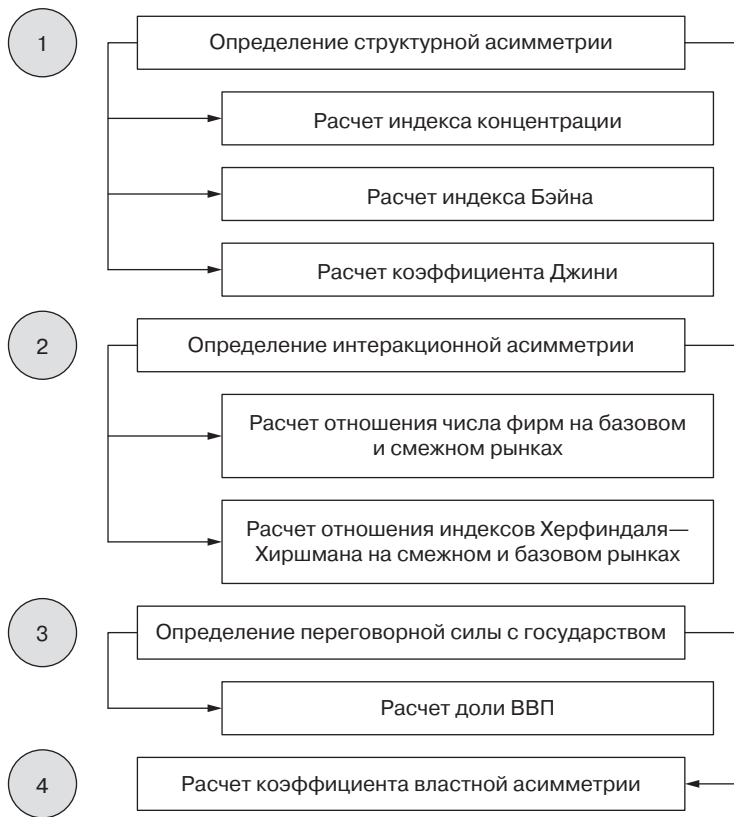 1
Определение структурной асимметрии
Расчет индекса концентрации
Расчет индекса Бэйна
Расчет коэффициента Джини
2
Определение интеракционной асимметрии
Расчет отношения числа фирм на базовом
и смежном рынках
Расчет отношения индексов Херфиндаля—
Хиршмана на смежном и базовом рынках
3
Определение переговорной силы с государством
Расчет доли ВВП
4
Расчет коэффициента властной асимметрии